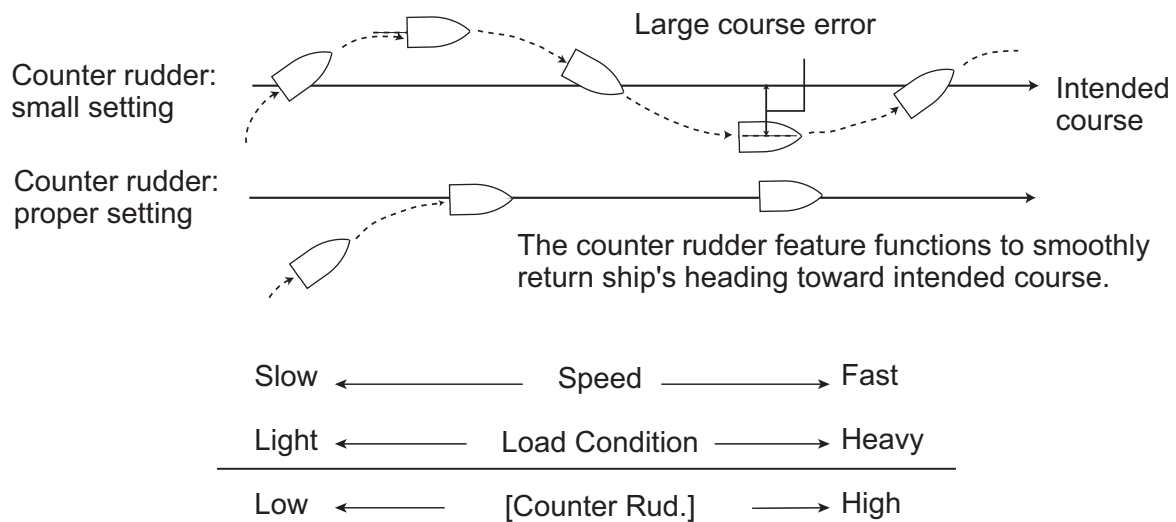 Large course error
Counter rudder:
small setting
Intended
course
Counter rudder:
proper setting
The counter rudder feature functions to smoothly
return ship's heading toward intended course.
Slow Speed Fast
Light Load Condition Heavy
Low [Counter Rud.] High